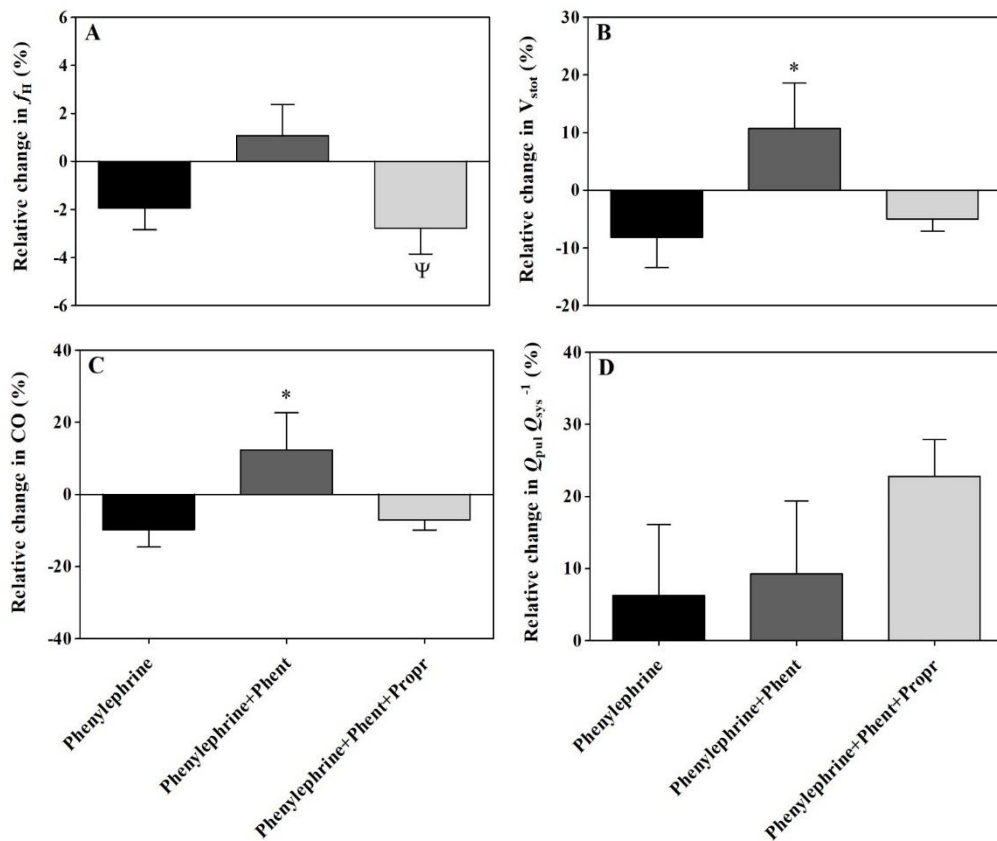 A
Relative change in fH (%)
6
4
2
0
-2
-4
-6
Ψ
B
Relative change in Vstot (%)
30
20
10
0
-10
-20
*
C
Relative change in CO (%)
40
20
0
-20
-40
*
Phenylephrine
Phenylephrine+Phent
Phenylephrine+Phent+Propr
D
Relative change in Qpul Qsys -1 (%)
40
30
20
10
0
Phenylephrine
Phenylephrine+Phent
Phenylephrine+Phent+Propr